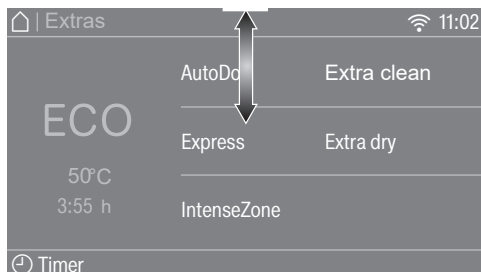 | Extras 11:02
AutoDo Extra clean
ECO
Express Extra dry
50°C
3:55 h
IntenseZone
Timer